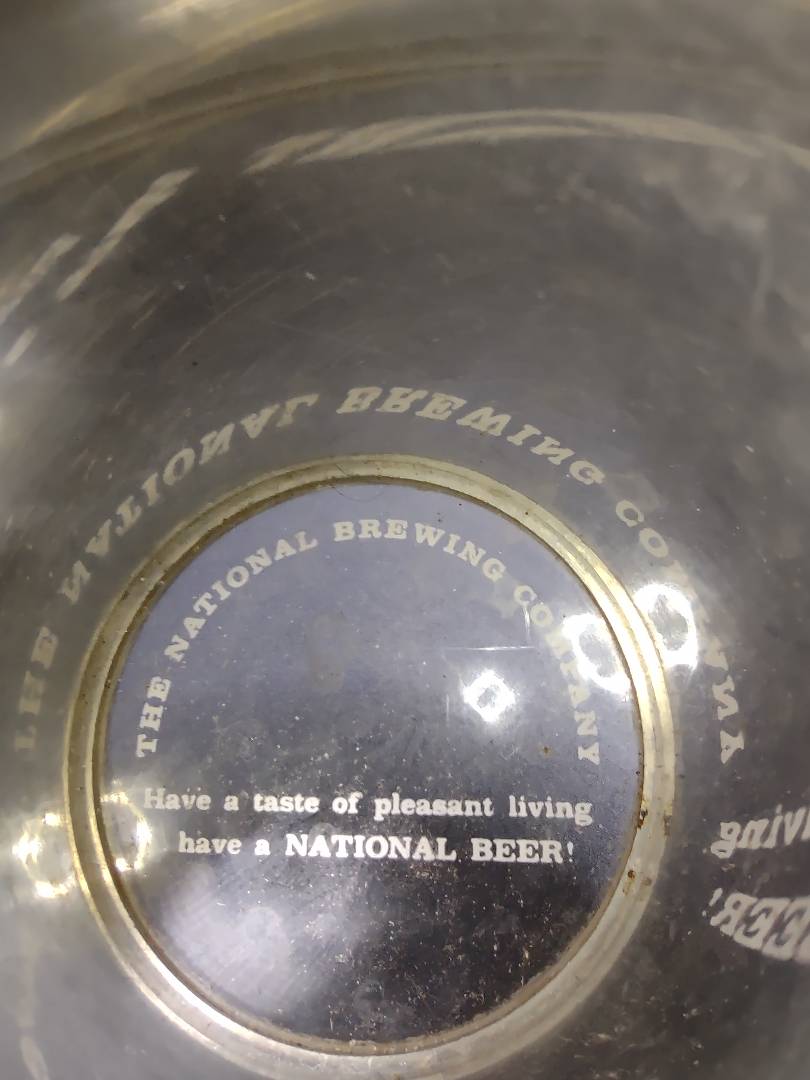 THE NATIONAL BREWING COMPANY
Have a taste of pleasant living
have a NATIONAL BEER!